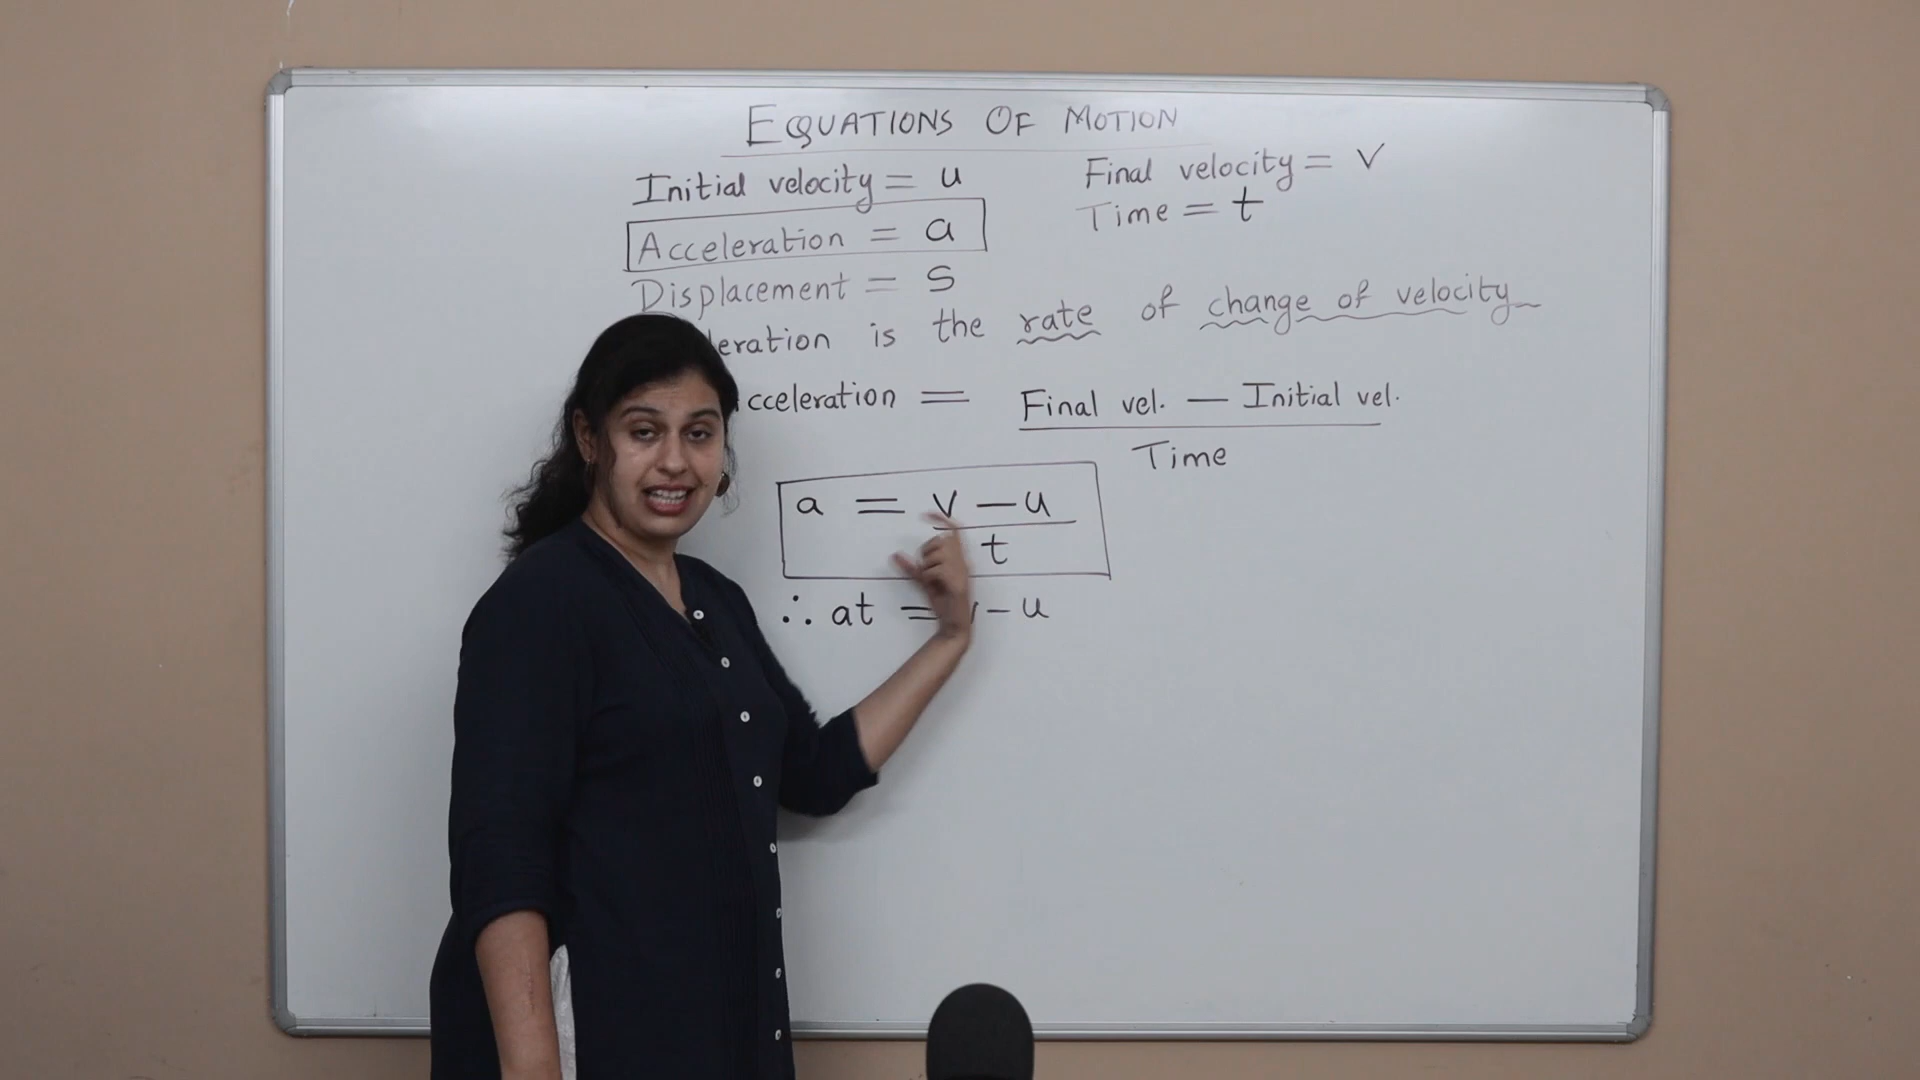 EQUATIONS OF MOTION
Initial velocity = u
Final velocity = v
Acceleration = a
Time = t
Displacement = s
is the rate of change of velocity
cceleration = Final vel. — Initial vel.
Time
a = v - u
t
∴ at = - u